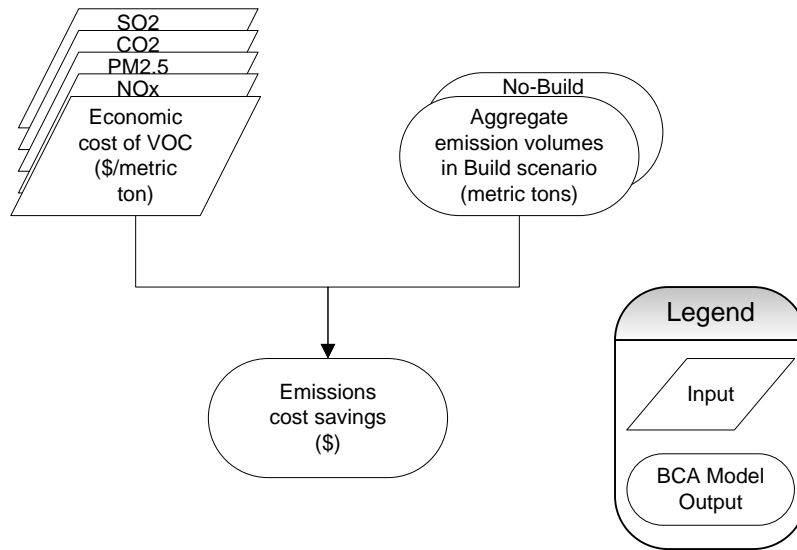 SO2
CO2
PM2.5
NOx
Economic
cost of VOC
($/metric
ton)
No-Build
Aggregate
emission volumes
in Build scenario
(metric tons)
Emissions
cost savings
($)
Legend
Input
BCA Model
Output